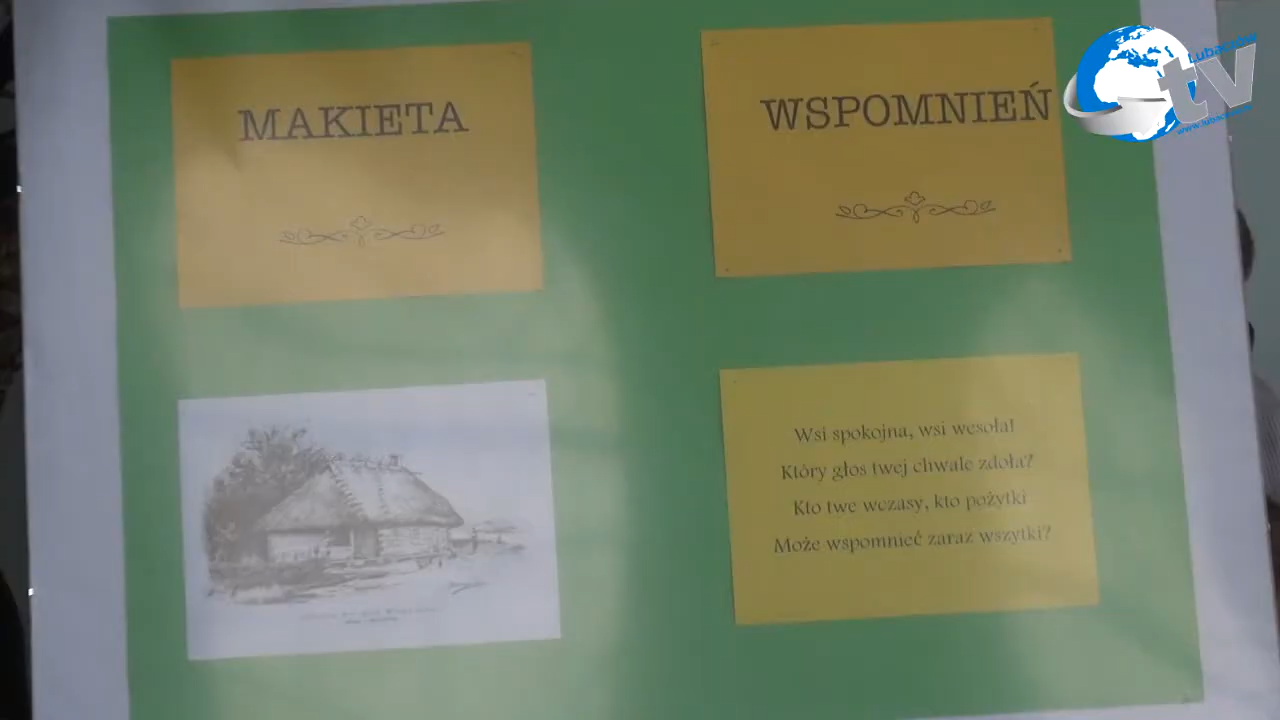 MAKIETA
WSPOMNIEŃ
Lubaczów
tv
Wsi spokojna, wsi wesoła!
Który głos twej chwale zdoła?
Kto twe wczasy, kto pożytki
Może wspomnieć zaraz wszytki?